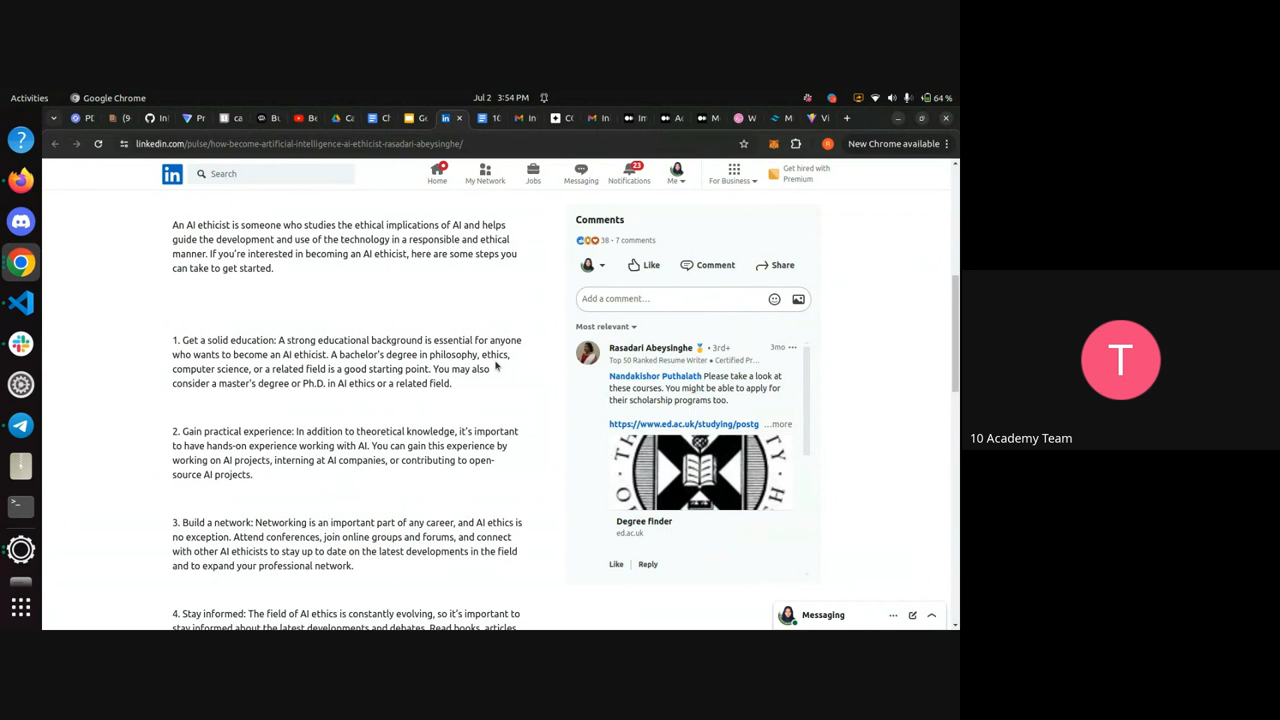 Activities
Google Chrome
Jul 2 3:54 PM
64 %
linkedin.com/pulse/how-become-artificial-intelligence-ai-ethicist-rasadari-abeysinghe/
New Chrome available
Search
Home
My Network
Jobs
Messaging
23
Notifications
Me
For Business
Get hired with
Premium
An AI ethicist is someone who studies the ethical implications of AI and helps
guide the development and use of the technology in a responsible and ethical
manner. If you're interested in becoming an AI ethicist, here are some steps you
can take to get started.
1. Get a solid education: A strong educational background is essential for anyone
who wants to become an AI ethicist. A bachelor's degree in philosophy, ethics,
computer science, or a related field is a good starting point. You may also
consider a master's degree or Ph.D. in AI ethics or a related field.
2. Gain practical experience: In addition to theoretical knowledge, it's important
to have hands-on experience working with AI. You can gain this experience by
working on AI projects, interning at AI companies, or contributing to open-
source AI projects.
3. Build a network: Networking is an important part of any career, and AI ethics is
no exception. Attend conferences, join online groups and forums, and connect
with other AI ethicists to stay up to date on the latest developments in the field
and to expand your professional network.
4. Stay informed: The field of AI ethics is constantly evolving, so it's important to
stay informed about the latest developments and debates. Read books, articles
Comments
38 • 7 comments
Like
Comment
Share
Add a comment…
Most relevant
Rasadari Abeysinghe • 3rd+
3mo
Top 50 Ranked Resume Writer • Certified Pr…
Nandakishor Puthalath Please take a look at
these courses. You might be able to apply for
their scholarship programs too.
https://www.ed.ac.uk/studying/postg …more
Degree finder
ed.ac.uk
Like
Reply
Messaging
T
10 Academy Team